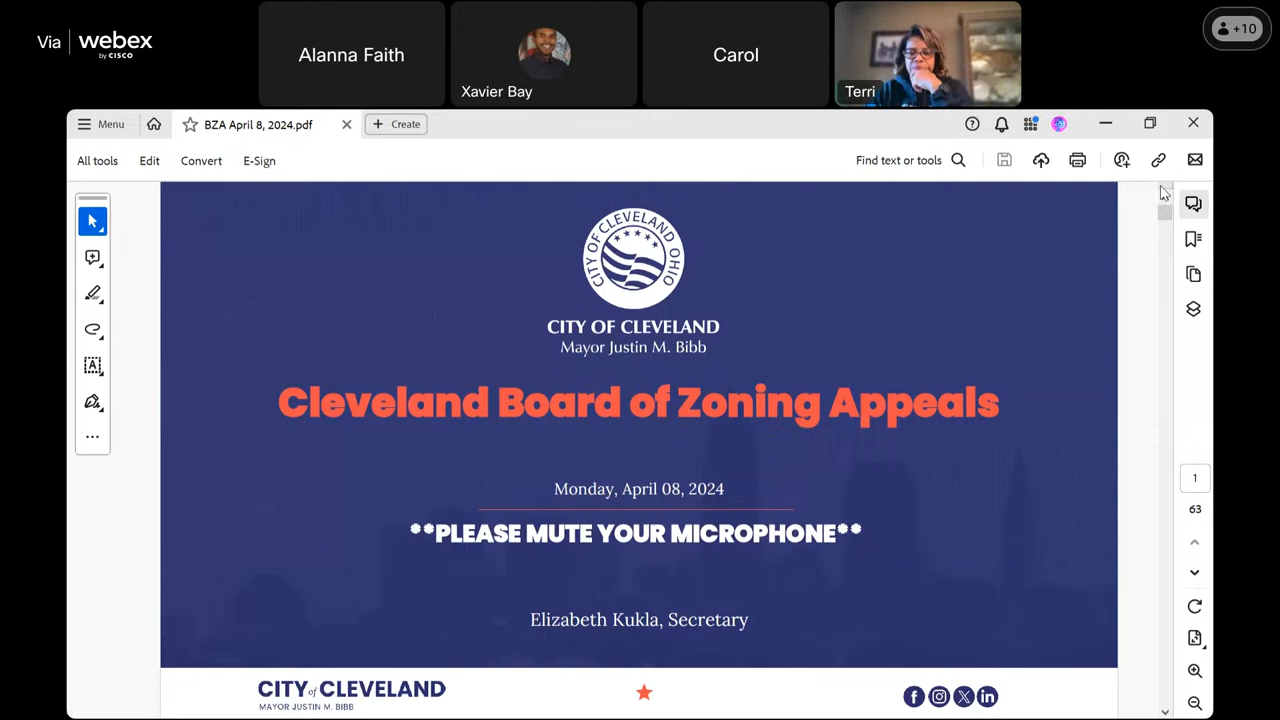 Via webex
by CISCO
Alanna Faith
Xavier Bay
Carol
Terri
+10
Menu
BZA April 8, 2024.pdf
Create
All tools
Edit
Convert
E-Sign
Find text or tools
CITY OF CLEVELAND OHIO
CITY OF CLEVELAND
Mayor Justin M. Bibb
Cleveland Board of Zoning Appeals
Monday, April 08, 2024
**PLEASE MUTE YOUR MICROPHONE**
Elizabeth Kukla, Secretary
1
63
CITY of CLEVELAND
MAYOR JUSTIN M. BIBB